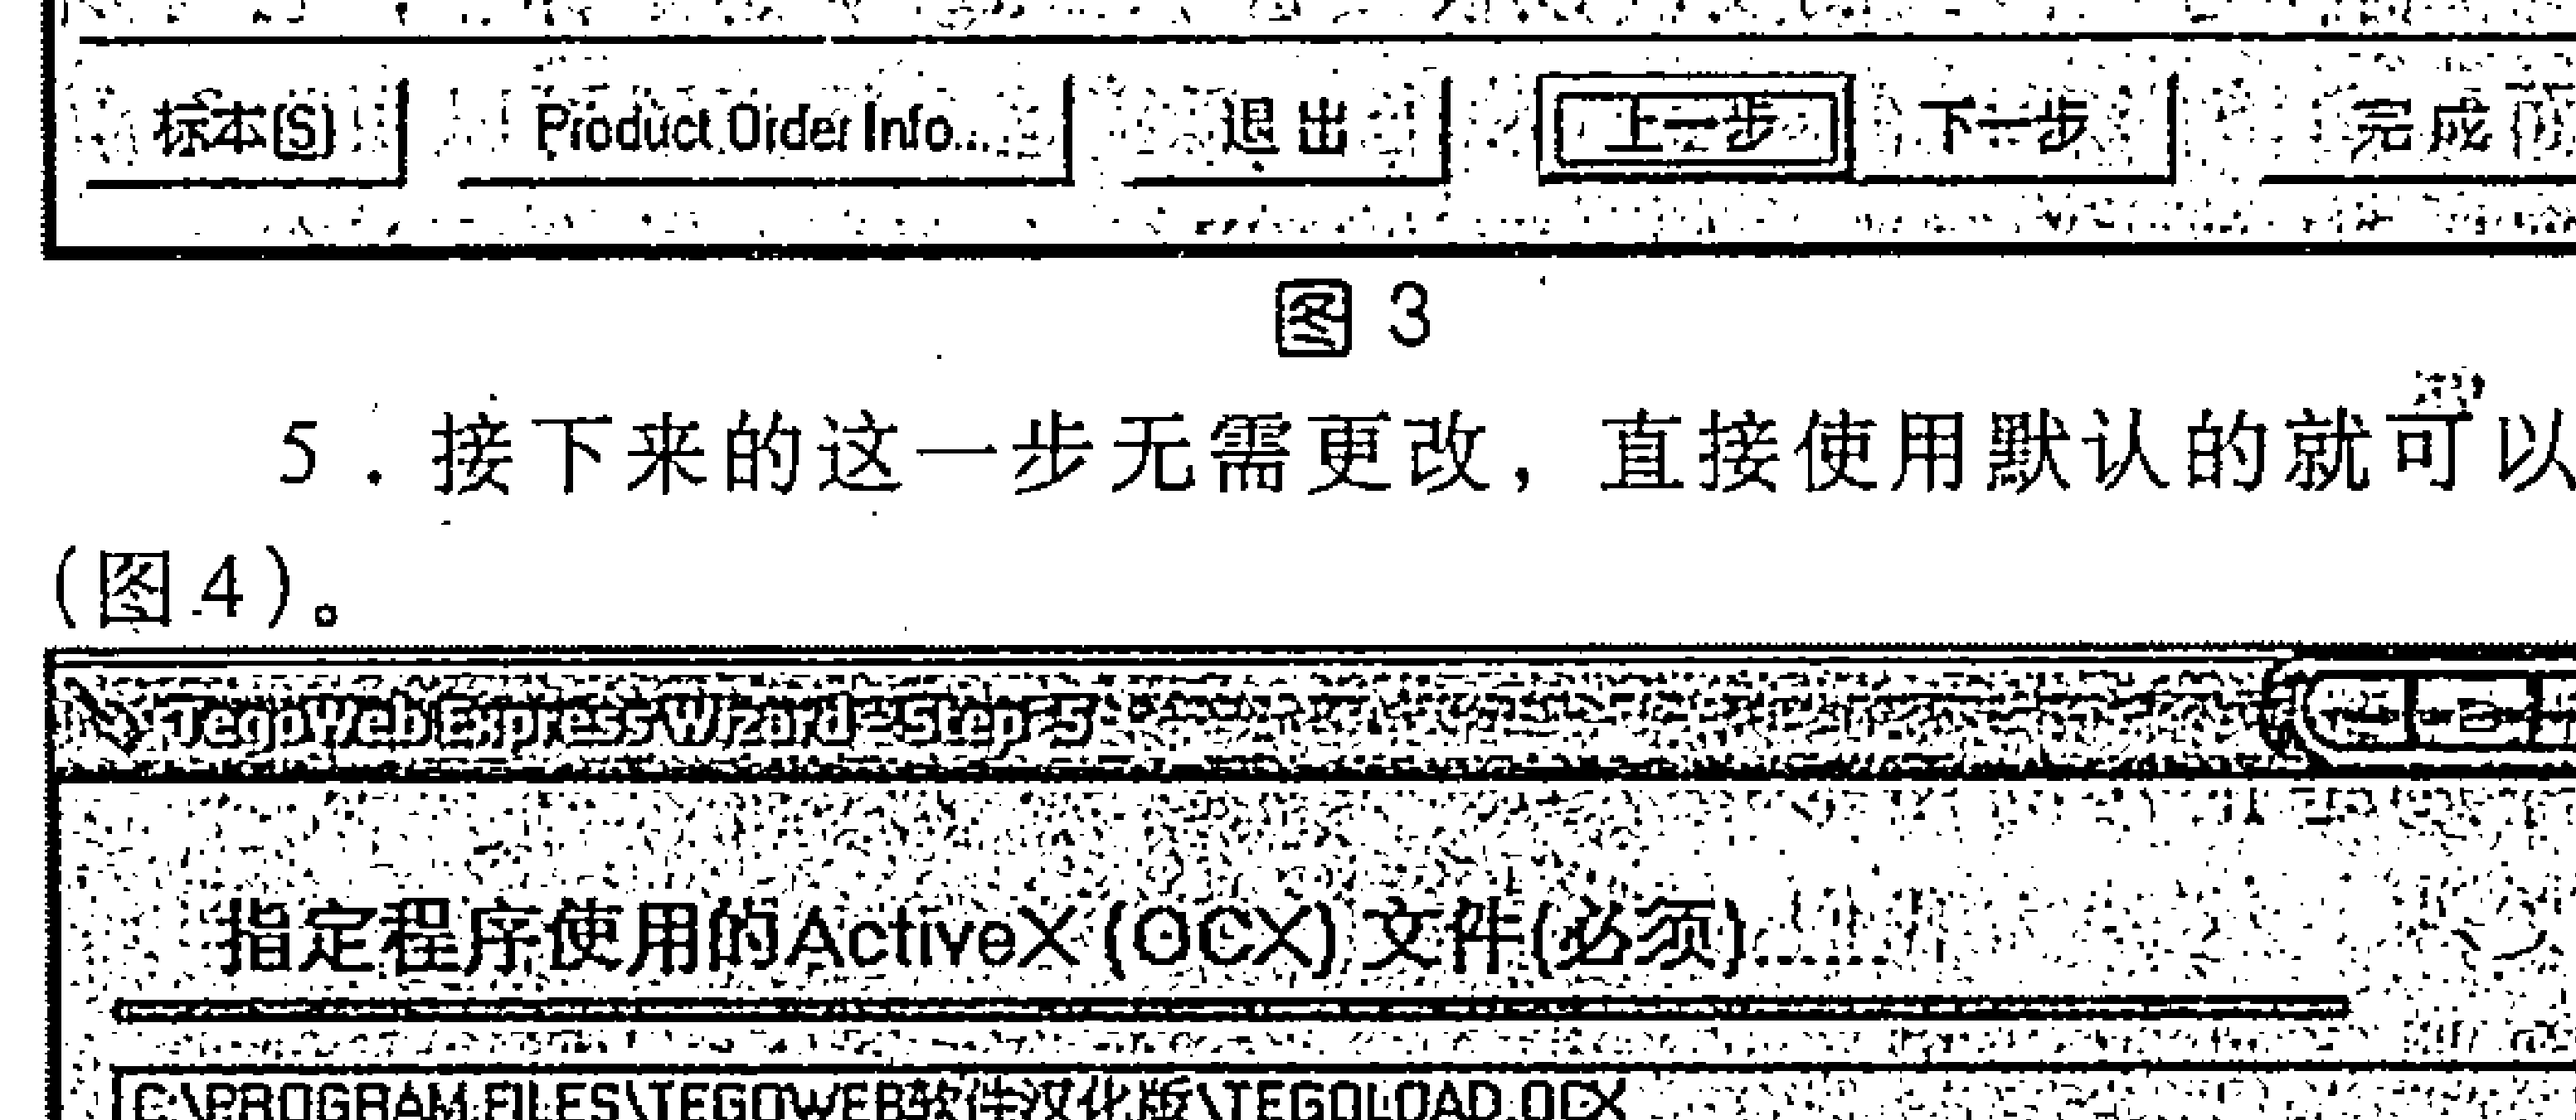 标本(S) Product Order Info... 退出 上一步 下一步 完成
图 3
5．接下来的这一步无需更改，直接使用默认的就可以
(图 4)。
TegoWeb Express Wizard - Step 5
指定程序使用的ActiveX (OCX) 文件(必须)......
C:\PROGRAM FILES\TEGOWEB软件汉化版\TEGOLOAD.OCX